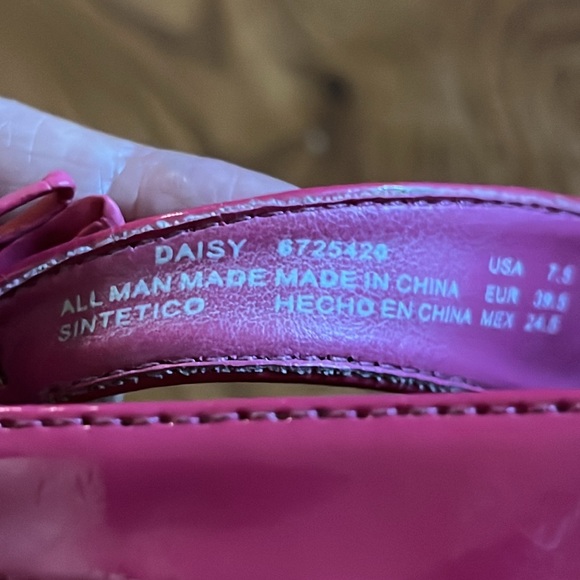 DAISY 6725420 USA 7.5
ALL MAN MADE MADE IN CHINA EUR 39.5
SINTETICO HECHO EN CHINA MEX 24.5